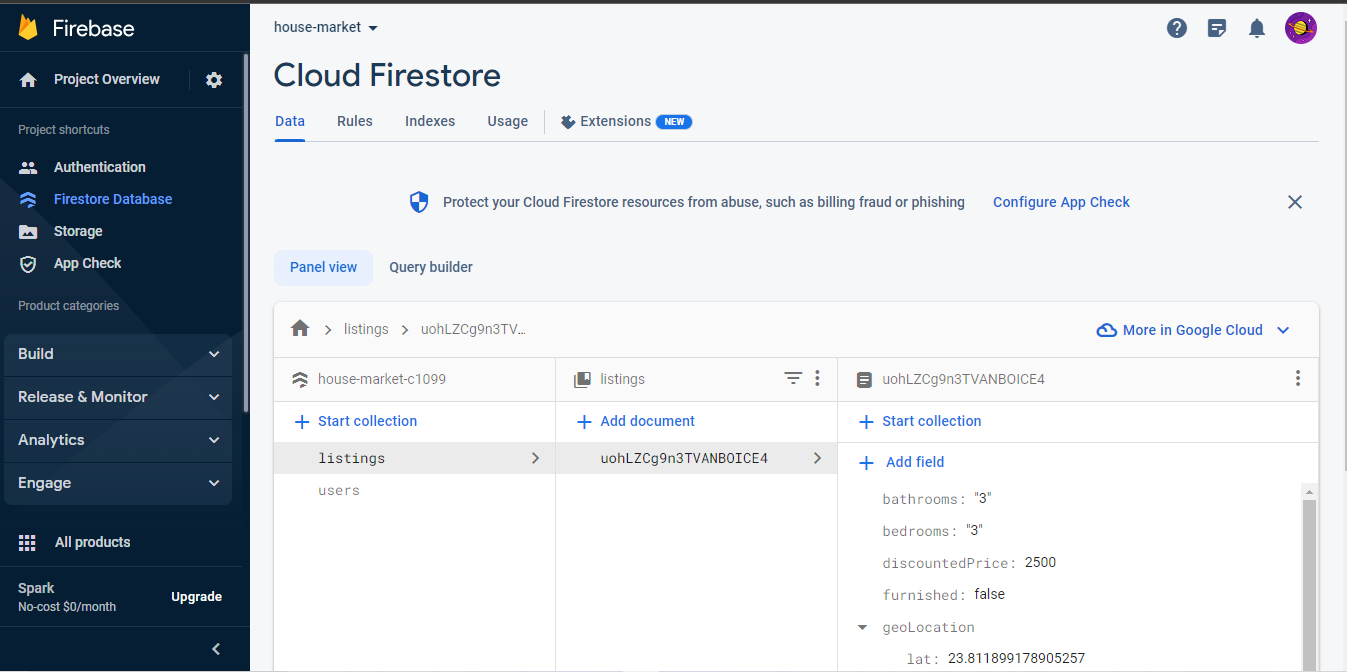 Firebase
Project Overview
Project shortcuts
Authentication
Firestore Database
Storage
App Check
Product categories
Build
Release & Monitor
Analytics
Engage
All products
Spark
No-cost $0/month
Upgrade
house-market
Cloud Firestore
Data Rules Indexes Usage Extensions NEW
Protect your Cloud Firestore resources from abuse, such as billing fraud or phishing Configure App Check
Panel view Query builder
listings uohLZCg9n3TV... More in Google Cloud
house-market-c1099
Start collection
listings
users
listings
Add document
uohLZCg9n3TVANBOICE4
uohLZCg9n3TVANBOICE4
Start collection
Add field
bathrooms: "3"
bedrooms: "3"
discountedPrice: 2500
furnished: false
geoLocation
lat: 23.811899178905257